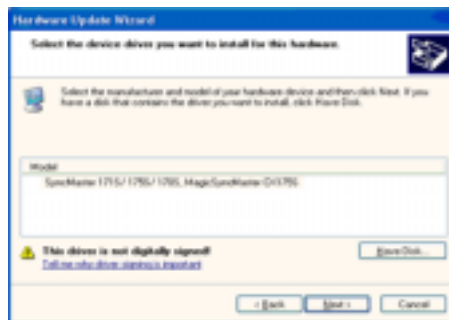 Hardware Update Wizard
Select the device driver you want to install for this hardware.
Select the manufacturer and model of your hardware device and then click Next. If you
have a disk that contains the driver you want to install, click Have Disk.
Model
SyncMaster 171S/ 175S/ 170S, MagicSyncMaster
This driver is not digitally signed!
Tell me why driver signing is important
Have Disk...
< Back
Next >
Cancel